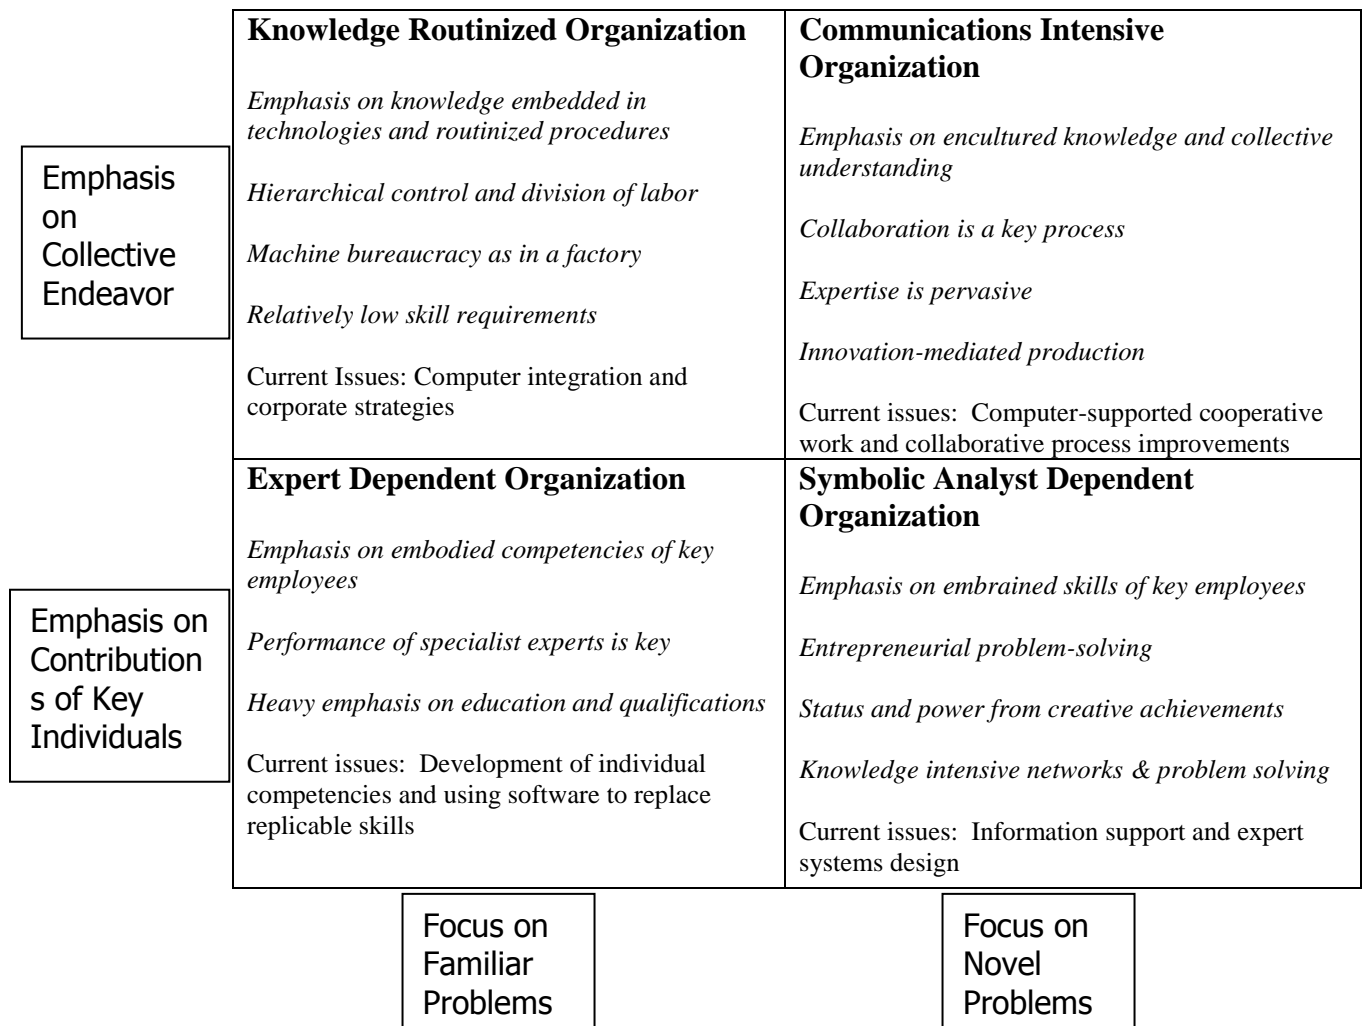 Knowledge Routinized Organization
Emphasis on knowledge embedded in
technologies and routinized procedures
Hierarchical control and division of labor
Machine bureaucracy as in a factory
Relatively low skill requirements
Current Issues: Computer integration and
corporate strategies
Communications Intensive
Organization
Emphasis on encultured knowledge and collective
understanding
Collaboration is a key process
Expertise is pervasive
Innovation-mediated production
Current issues:  Computer-supported cooperative
work and collaborative process improvements
Emphasis
on
Collective
Endeavor
Expert Dependent Organization
Emphasis on embodied competencies of key
employees
Performance of specialist experts is key
Heavy emphasis on education and qualifications
Current issues:  Development of individual
competencies and using software to replace
replicable skills
Symbolic Analyst Dependent
Organization
Emphasis on embrained skills of key employees
Entrepreneurial problem-solving
Status and power from creative achievements
Knowledge intensive networks & problem solving
Current issues:  Information support and expert
systems design
Emphasis on
Contribution
s of Key
Individuals
Focus on
Familiar
Problems
Focus on
Novel
Problems